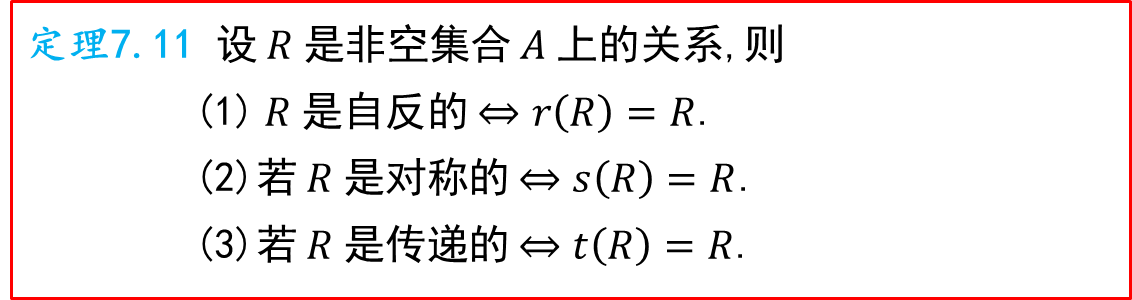 定理7.11 设 R 是非空集合 A 上的关系,则
(1) R 是自反的 ⇔ r(R) = R.
(2)若 R 是对称的 ⇔ s(R) = R.
(3)若 R 是传递的 ⇔ t(R) = R.